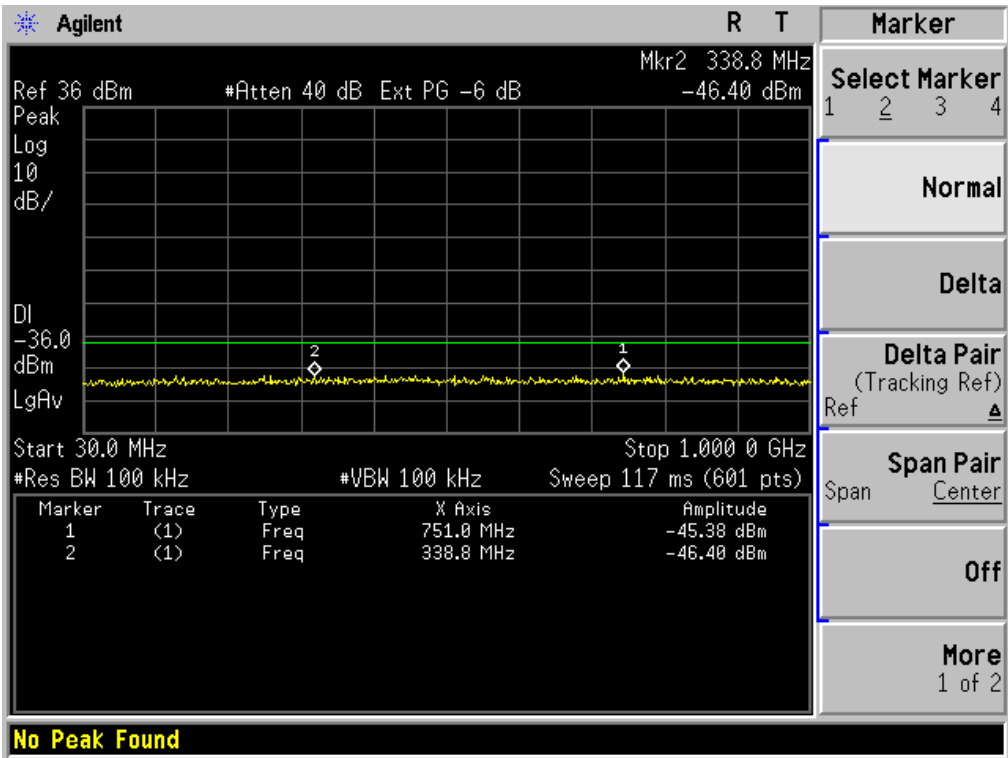 Agilent R T
Marker
Mkr2 338.8 MHz
Ref 36 dBm #Atten 40 dB Ext PG -6 dB -46.40 dBm
Peak
Log
10
dB/
DI
-36.0
dBm
LgAv
2
1
Start 30.0 MHz Stop 1.000 0 GHz
#Res BW 100 kHz #VBW 100 kHz Sweep 117 ms (601 pts)
Marker Trace Type X Axis Amplitude
1 (1) Freq 751.0 MHz -45.38 dBm
2 (1) Freq 338.8 MHz -46.40 dBm
Select Marker
1 2 3 4
Normal
Delta
Delta Pair
(Tracking Ref)
Ref Δ
Span Pair
Span Center
Off
More
1 of 2
No Peak Found